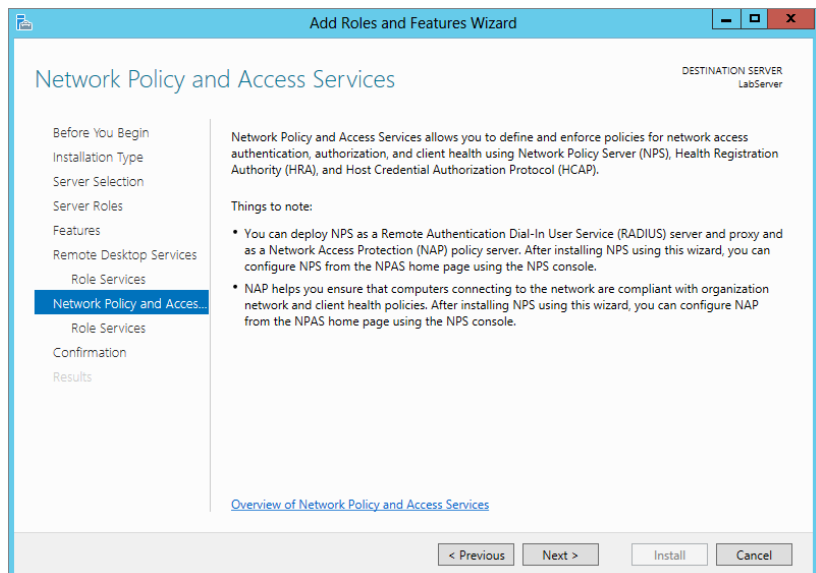 Add Roles and Features Wizard
Network Policy and Access Services
DESTINATION SERVER
LabServer
Before You Begin
Installation Type
Server Selection
Server Roles
Features
Remote Desktop Services
Role Services
Network Policy and Acces...
Role Services
Confirmation
Results
Network Policy and Access Services allows you to define and enforce policies for network access
authentication, authorization, and client health using Network Policy Server (NPS), Health Registration
Authority (HRA), and Host Credential Authorization Protocol (HCAP).
Things to note:
• You can deploy NPS as a Remote Authentication Dial-In User Service (RADIUS) server and proxy and
as a Network Access Protection (NAP) policy server. After installing NPS using this wizard, you can
configure NPS from the NPAS home page using the NPS console.
• NAP helps you ensure that computers connecting to the network are compliant with organization
network and client health policies. After installing NPS using this wizard, you can configure NAP
from the NPAS home page using the NPS console.
Overview of Network Policy and Access Services
< Previous
Next >
Install
Cancel